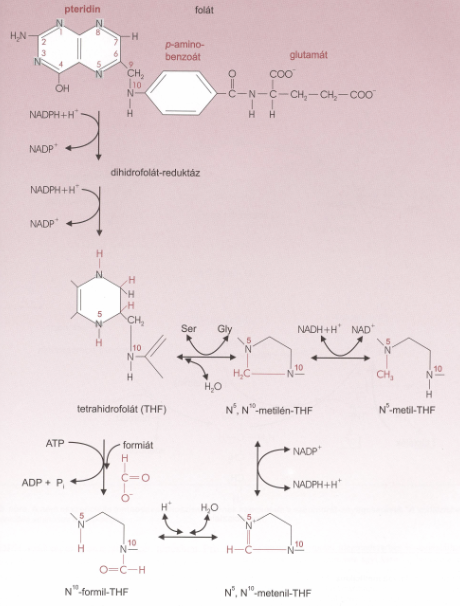 pteridin
folát
H₂N
N
1
N
8
H
2
7
3
N
4
N
5
6
OH
9
CH₂
10
N
H
p-amino-
benzoát
glutamát
O
C
N
H
COO⁻
C
H
CH₂
CH₂
COO⁻
NADPH+H⁺
NADP⁺
dihidrofolát-reduktáz
NADPH+H⁺
NADP⁺
H
N
H
H
H
5
N
H
CH₂
10
N
H
Ser
Gly
H₂O
5
N
H₂C
N
10
NADH+H⁺
NAD⁺
5
N
CH₃
10
N
H
tetrahidrofolát (THF)
N⁵, N¹⁰-metilén-THF
N⁵-metil-THF
ATP
formiát
ADP + Pᵢ
H
C=O
O⁻
NADP⁺
NADPH+H⁺
5
N
H
10
N
O=C—H
H⁺
H₂O
5
N⁺
H—C
N
10
N¹⁰-formil-THF
N⁵, N¹⁰-metenil-THF